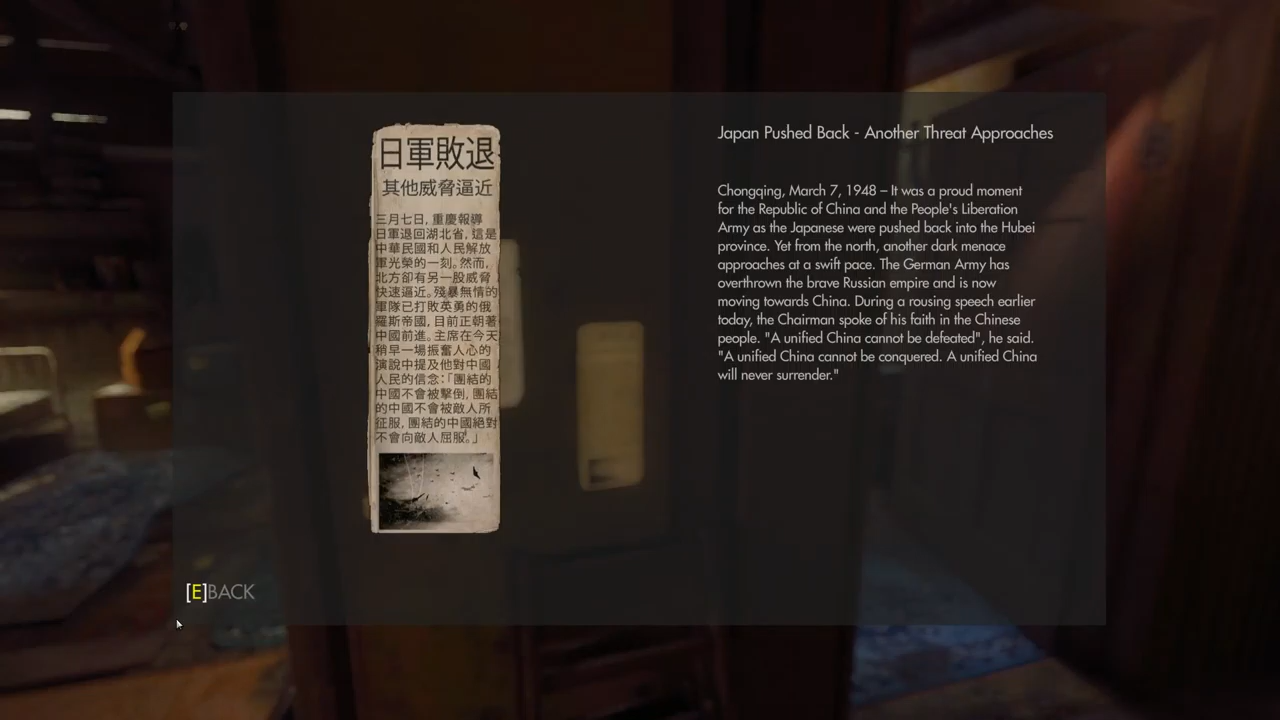 日軍敗退
其他威脅逼近
三月七日, 重慶報導
日軍退回湖北省, 這是
中華民國和人民解放
軍光榮的一刻。然而,
北方卻有另一股威脅
快速逼近。殘暴無情的
軍隊已打敗英勇的俄
羅斯帝國, 目前正朝著
中國前進。主席在今天
稍早一場振奮人心的
演說中提及他對中國
人民的信念:「團結的
中國不會被擊倒, 團結
的中國不會被敵人所
征服, 團結的中國絕對
不會向敵人屈服。」
Japan Pushed Back - Another Threat Approaches
Chongqing, March 7, 1948 – It was a proud moment
for the Republic of China and the People's Liberation
Army as the Japanese were pushed back into the Hubei
province. Yet from the north, another dark menace
approaches at a swift pace. The German Army has
overthrown the brave Russian empire and is now
moving towards China. During a rousing speech earlier
today, the Chairman spoke of his faith in the Chinese
people. "A unified China cannot be defeated", he said.
"A unified China cannot be conquered. A unified China
will never surrender."
[E]BACK